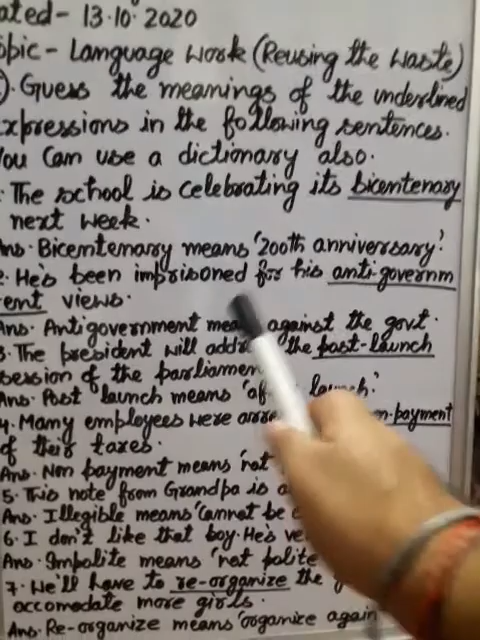 ated- 13.10.2020
opic- Language work (Reusing the waste)
). Guess the meanings of the underlined
xpressions in the following sentences.
You can use a dictionary also.
The school is celebrating its bicentenary
next week.
ns. Bicentenary means '200th anniversary'.
He's been imprisoned for his anti-governm
ent views.
Ans. Antigovernment mea against the govt.
3. The president will addr the post-launch
session of the parliamen
Ans. Post launch means 'af launch.'
4. Many employees were arre n-payment
of their taxes.
Ans. Non payment means 'not
5. This note from Grandpa is
Ans. Illegible means 'cannot be
6. I don't like that boy. He's ve
Ans. Impolite means 'not polite
7. We'll have to re-organize the
accomodate more girls.
Ans. Re-organize means 'organize again